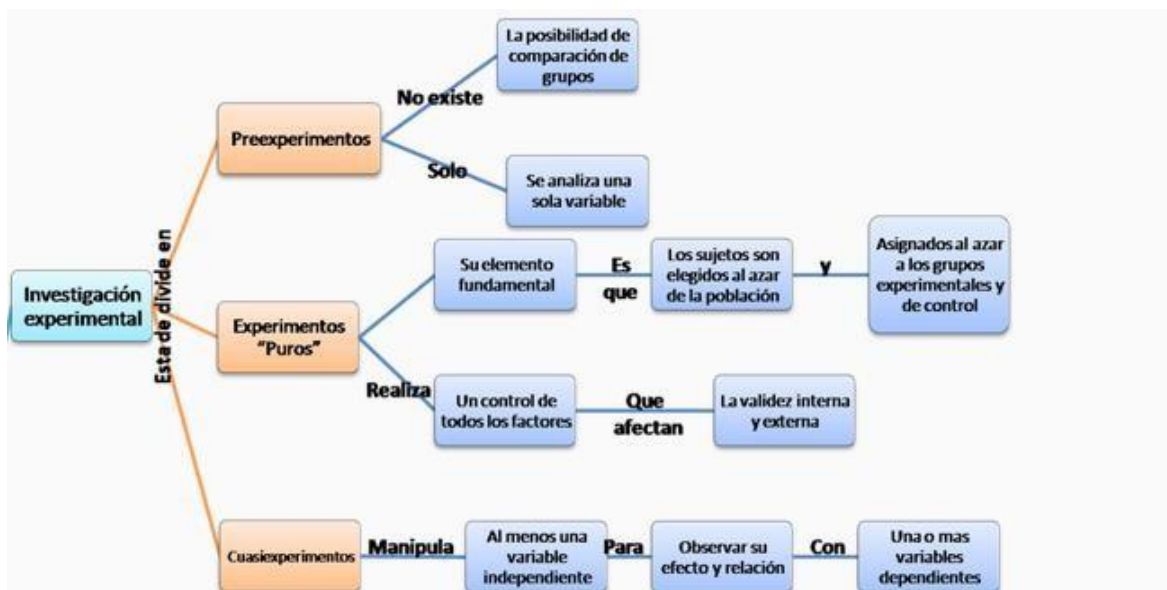 La posibilidad de
comparación de
grupos
No existe
Preexperimentos
Solo
Se analiza una
sola variable
Esta de divide en
Investigación
experimental
Experimentos
“Puros”
Su elemento
fundamental
Es
que
Los sujetos son
elegidos al azar
de la población
y
Asignados al azar
a los grupos
experimentales y
de control
Realiza
Un control de
todos los factores
Que
afectan
La validez interna
y externa
Cuasiexperimentos
Manipula
Al menos una
variable
independiente
Para
Observar su
efecto y relación
Con
Una o mas
variables
dependientes